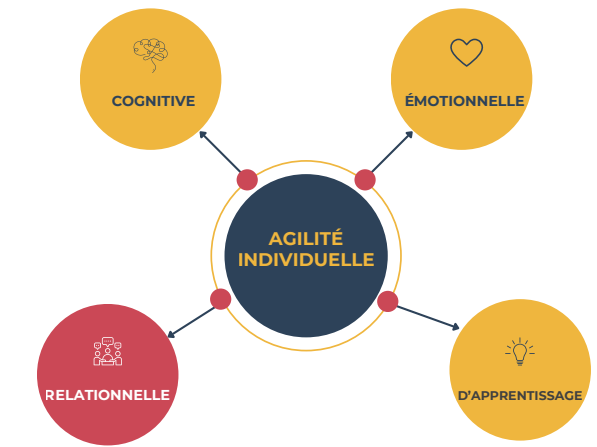 COGNITIVE
ÉMOTIONNELLE
AGILITÉ
INDIVIDUELLE
RELATIONNELLE
D'APPRENTISSAGE